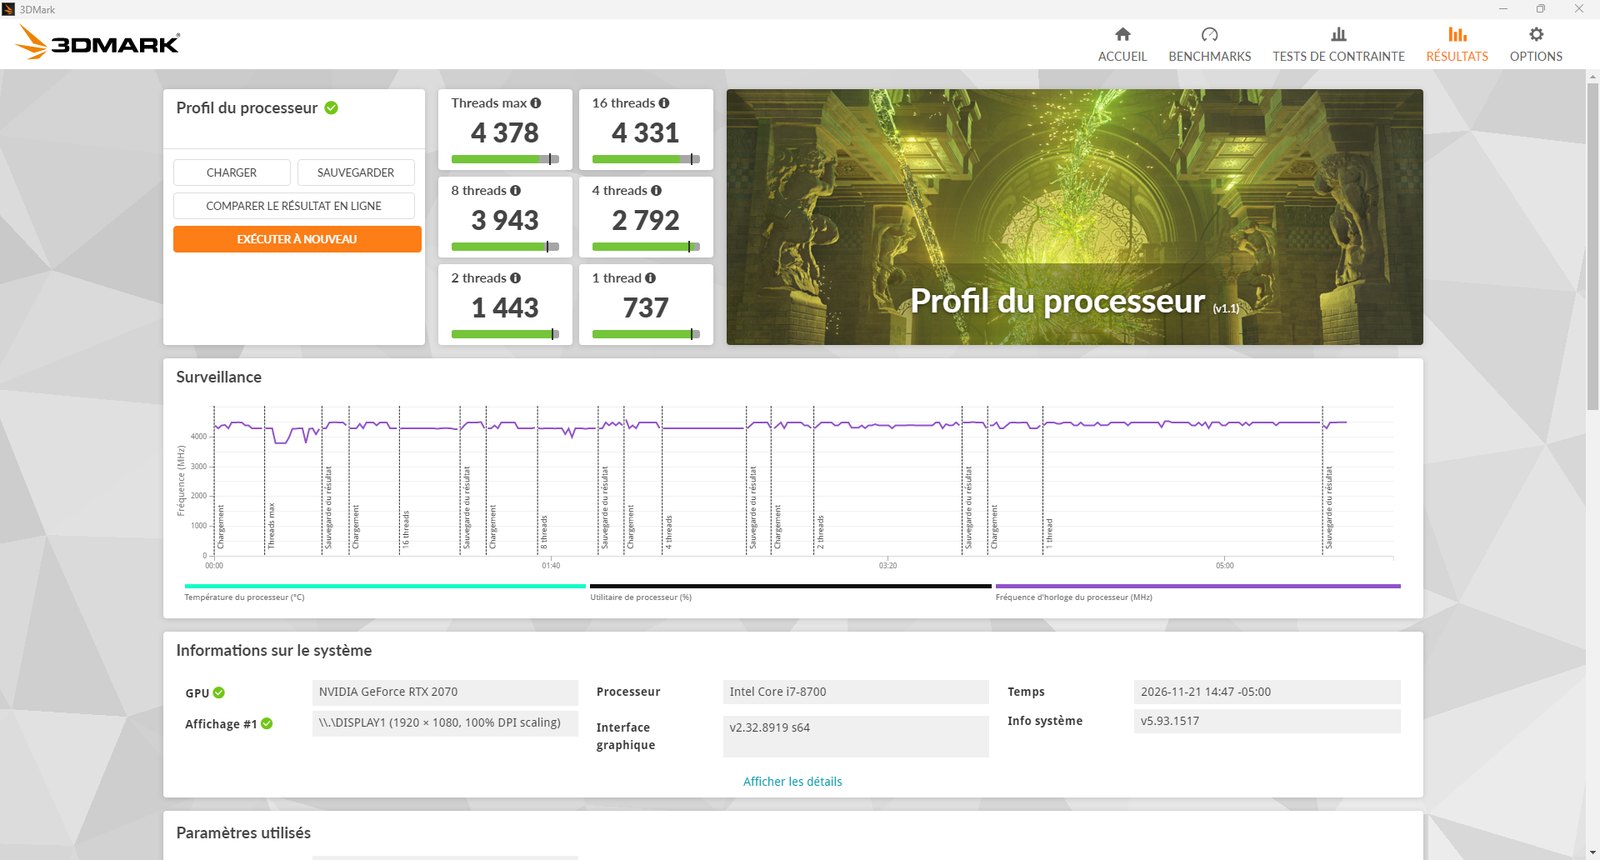 3DMark
3DMARK®
ACCUEIL
BENCHMARKS
TESTS DE CONTRAINTE
RÉSULTATS
OPTIONS
Profil du processeur
CHARGER
SAUVEGARDER
COMPARER LE RÉSULTAT EN LIGNE
EXÉCUTER À NOUVEAU
Threads max
4 378
16 threads
4 331
8 threads
3 943
4 threads
2 792
2 threads
1 443
1 thread
737
Profil du processeur (v1.1)
Surveillance
Fréquence (MHz)
4000
3000
2000
1000
0
Chargement
Threads max
Sauvegarde du résultat
Chargement
16 threads
Sauvegarde du résultat
Chargement
8 threads
Sauvegarde du résultat
Chargement
4 threads
Sauvegarde du résultat
Chargement
2 threads
Sauvegarde du résultat
Chargement
1 thread
Sauvegarde du résultat
00:00
01:40
03:20
05:00
Température du processeur (°C)
Utilitaire de processeur (%)
Fréquence d'horloge du processeur (MHz)
Informations sur le système
GPU
NVIDIA GeForce RTX 2070
Affichage #1
\\.\DISPLAY1 (1920 × 1080, 100% DPI scaling)
Processeur
Intel Core i7-8700
Interface
graphique
v2.32.8919 s64
Temps
2026-11-21 14:47 -05:00
Info système
v5.93.1517
Afficher les détails
Paramètres utilisés